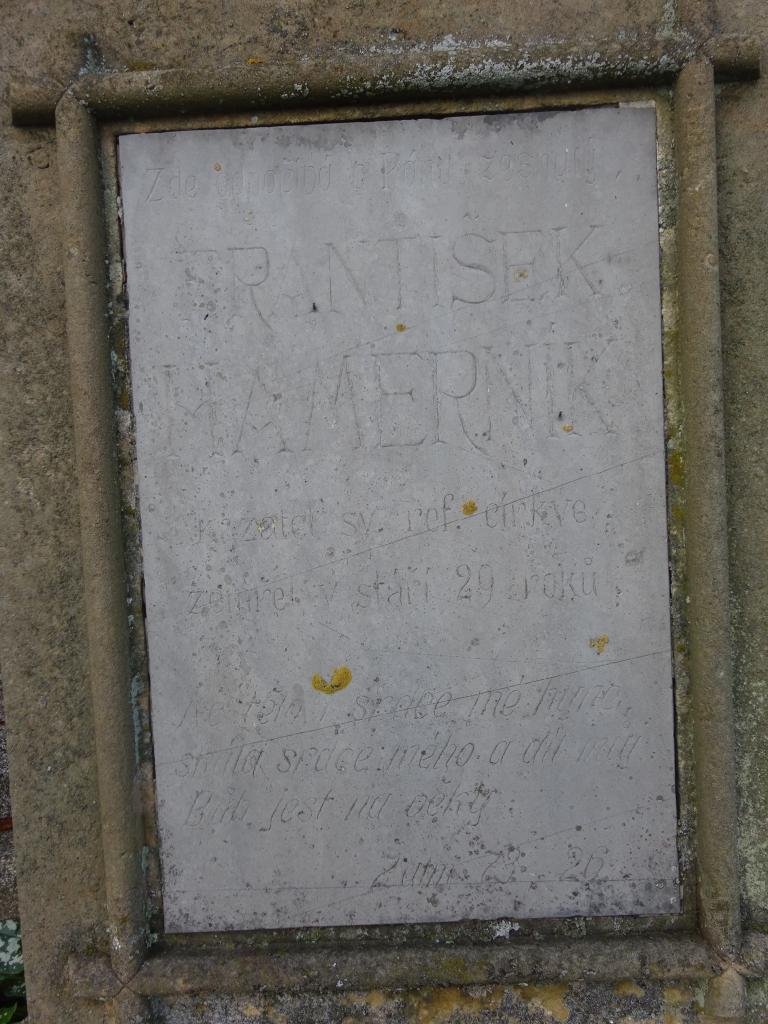 Zde odpočívá v Pánu zesnulý
FRANTIŠEK
HAMERNÍK
kazatel sv. ref. církve
zemřel v stáří 29 roků
Ač tělo i srdce mé hyne,
skála srdce mého a díl můj
Bůh jest na věky
Žalm 73. 26.